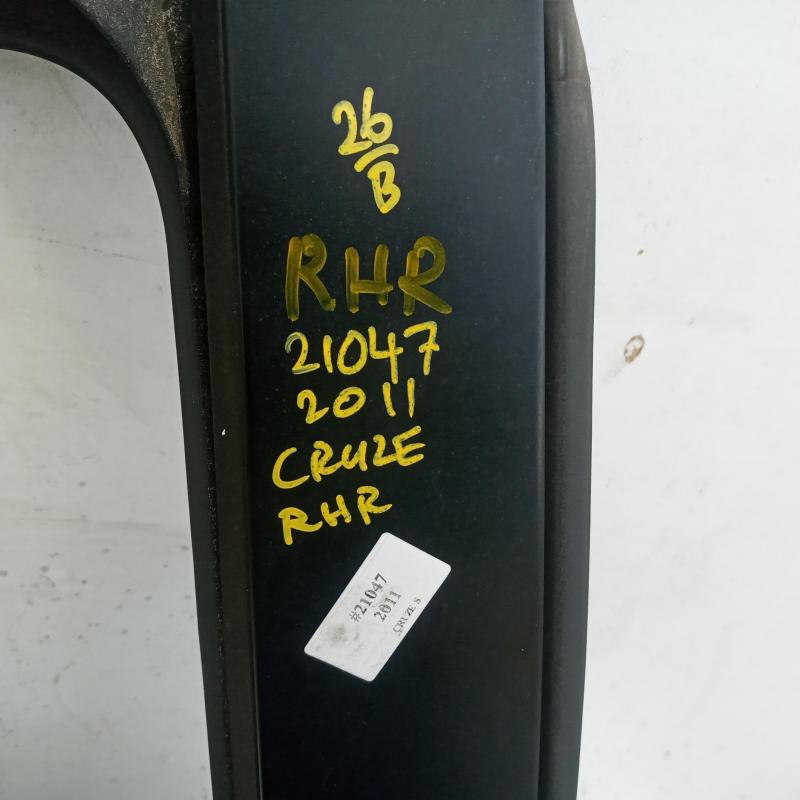 26
B
RHR
21047
2011
CRUZE
RHR
#21047
2011
CRUZE S